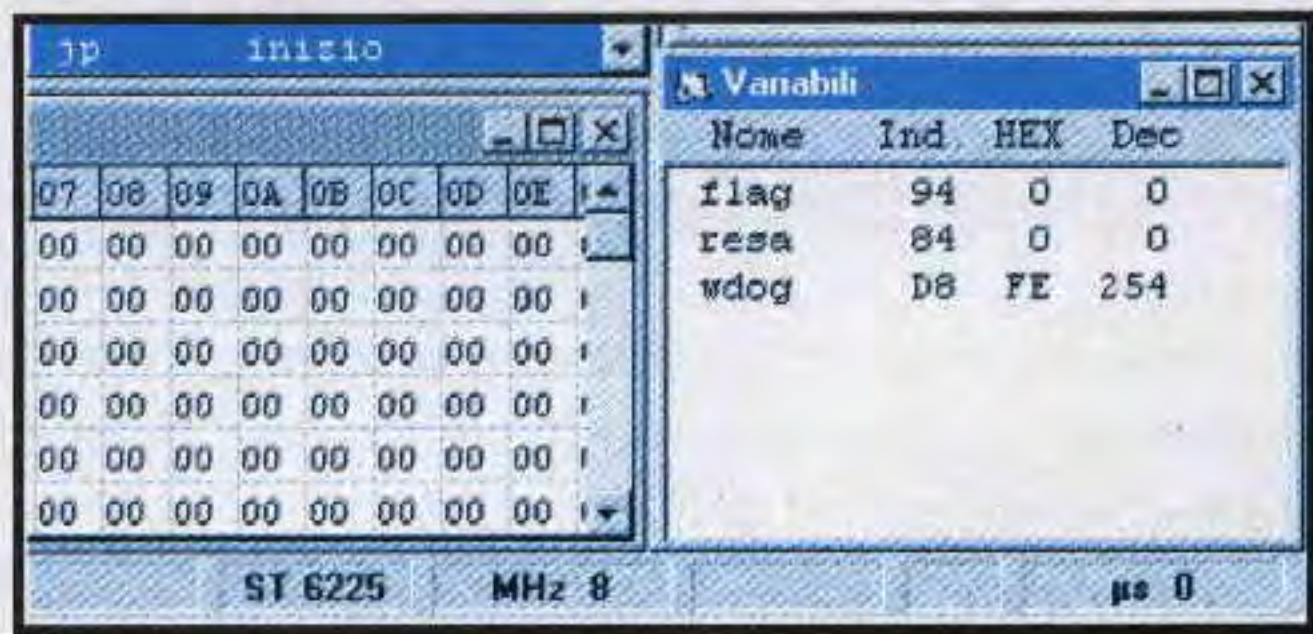 jp inizio
Variabili
Nome Ind. HEX Dec
flag 94 0 0
resa 84 0 0
wdog D8 FE 254
07 08 09 0A 0B 0C 0D 0E
00 00 00 00 00 00 00 00
00 00 00 00 00 00 00 00
00 00 00 00 00 00 00 00
00 00 00 00 00 00 00 00
00 00 00 00 00 00 00 00
00 00 00 00 00 00 00 00
ST 6225 MHz 8 µs 0